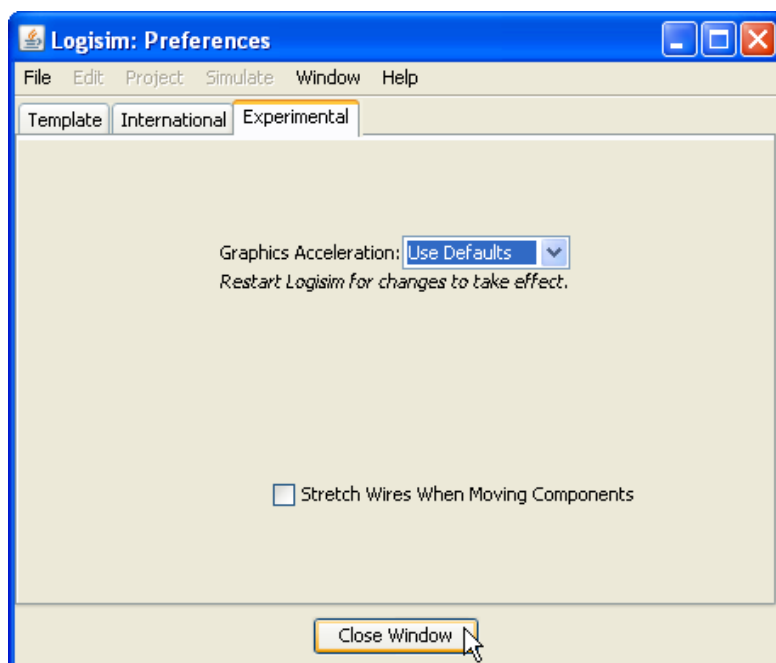 Logisim: Preferences
File Edit Project Simulate Window Help
Template International Experimental
Graphics Acceleration: Use Defaults
Restart Logisim for changes to take effect.
Stretch Wires When Moving Components
Close Window